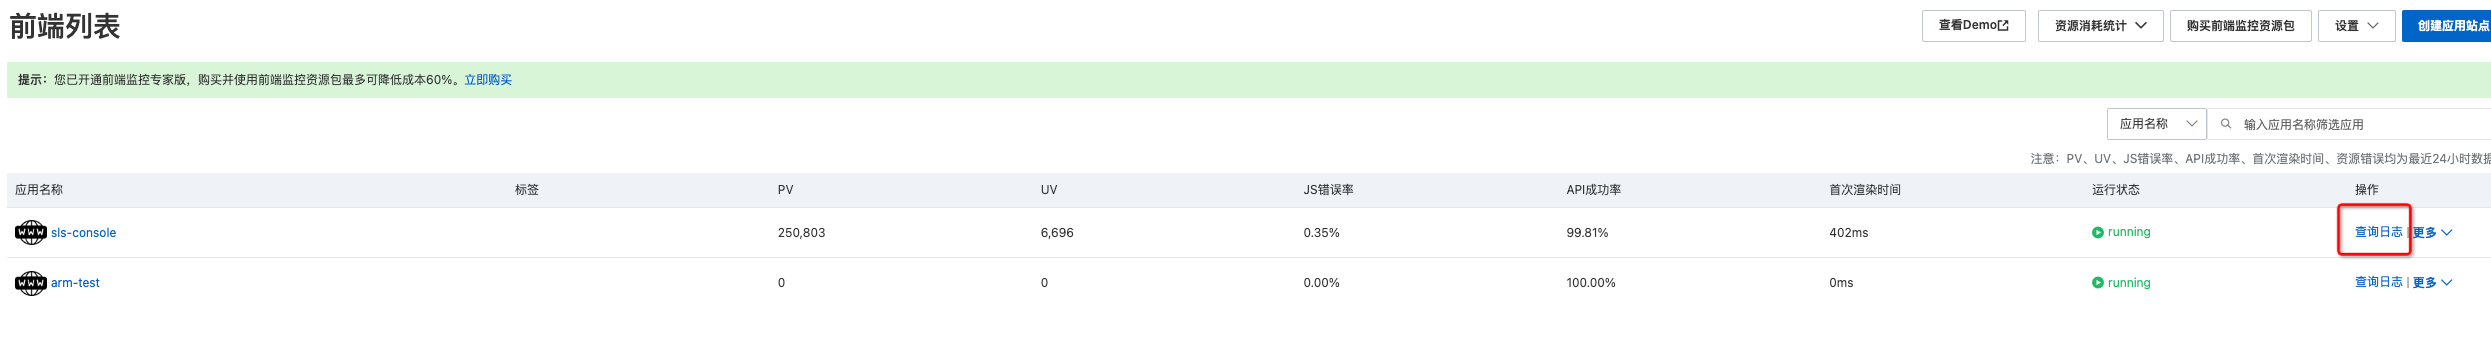 前端列表
查看Demo 资源消耗统计 购买前端监控资源包 设置 创建应用站点
提示：您已开通前端监控专家版，购买并使用前端监控资源包最多可降低成本60%。立即购买
应用名称 输入应用名称筛选应用
注意：PV、UV、JS错误率、API成功率、首次渲染时间、资源错误均为最近24小时数据
应用名称 标签 PV UV JS错误率 API成功率 首次渲染时间 运行状态 操作
WWW sls-console 250,803 6,696 0.35% 99.81% 402ms running 查询日志 | 更多
WWW arm-test 0 0 0.00% 100.00% 0ms running 查询日志 | 更多